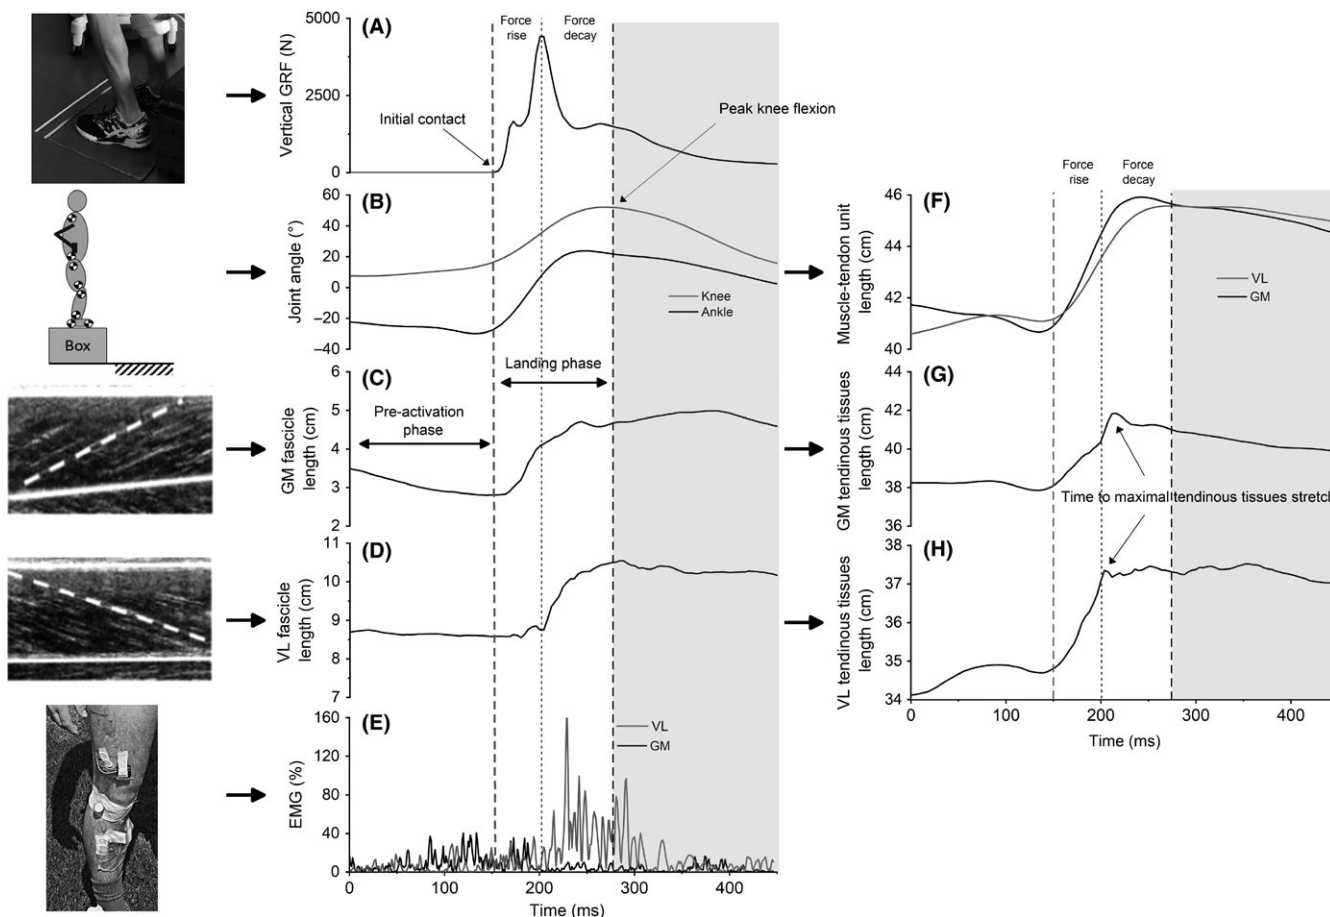 (A)
Force
rise
Force
decay
Vertical GRF (N)
5000
2500
0
Initial contact
Peak knee flexion
(B)
Joint angle (°)
60
40
20
0
–20
–40
Knee
Ankle
Box
(C)
Landing phase
Pre-activation
phase
GM fascicle
length (cm)
6
5
4
3
2
(D)
VL fascicle
length (cm)
11
10
9
8
7
(E)
VL
GM
EMG (%)
160
120
80
40
0
0
100
200
300
400
Time (ms)
Force
rise
Force
decay
(F)
Muscle-tendon unit
length (cm)
46
44
42
40
VL
GM
(G)
GM tendinous tissues
length (cm)
44
42
40
38
36
Time to maximal tendinous tissues stretch
(H)
VL tendinous tissues
length (cm)
38
37
35
34
0
100
200
300
400
Time (ms)